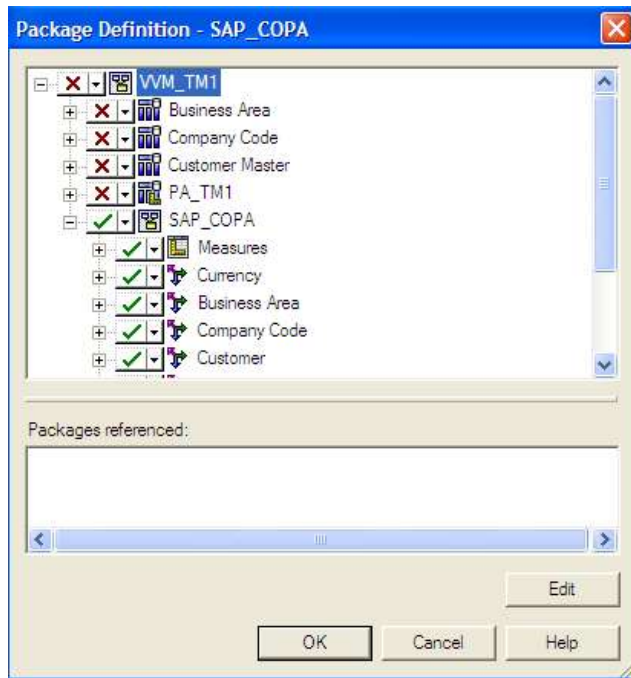 Package Definition - SAP_COPA
VVM_TM1
Business Area
Company Code
Customer Master
PA_TM1
SAP_COPA
Measures
Currency
Business Area
Company Code
Customer
Packages referenced:
Edit
OK Cancel Help